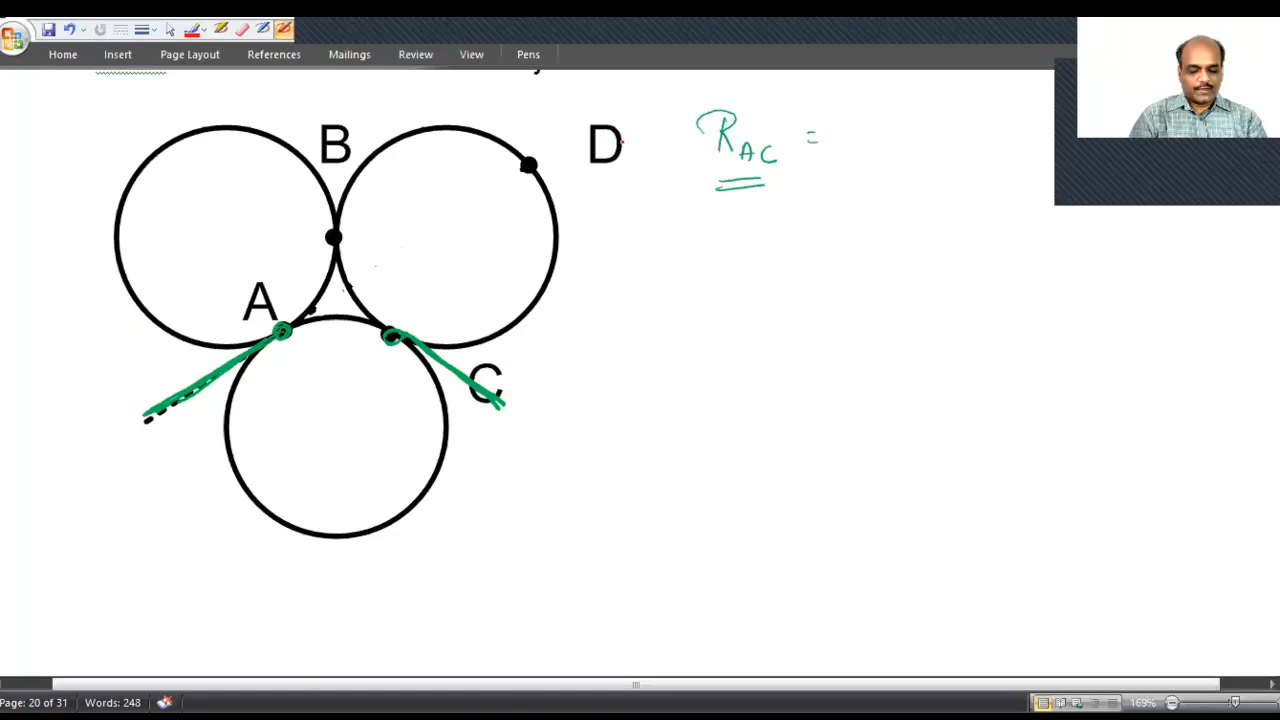 Home Insert Page Layout References Mailings Review View Pens
B D R_AC =
A
C
Page: 20 of 31 Words: 248 169%